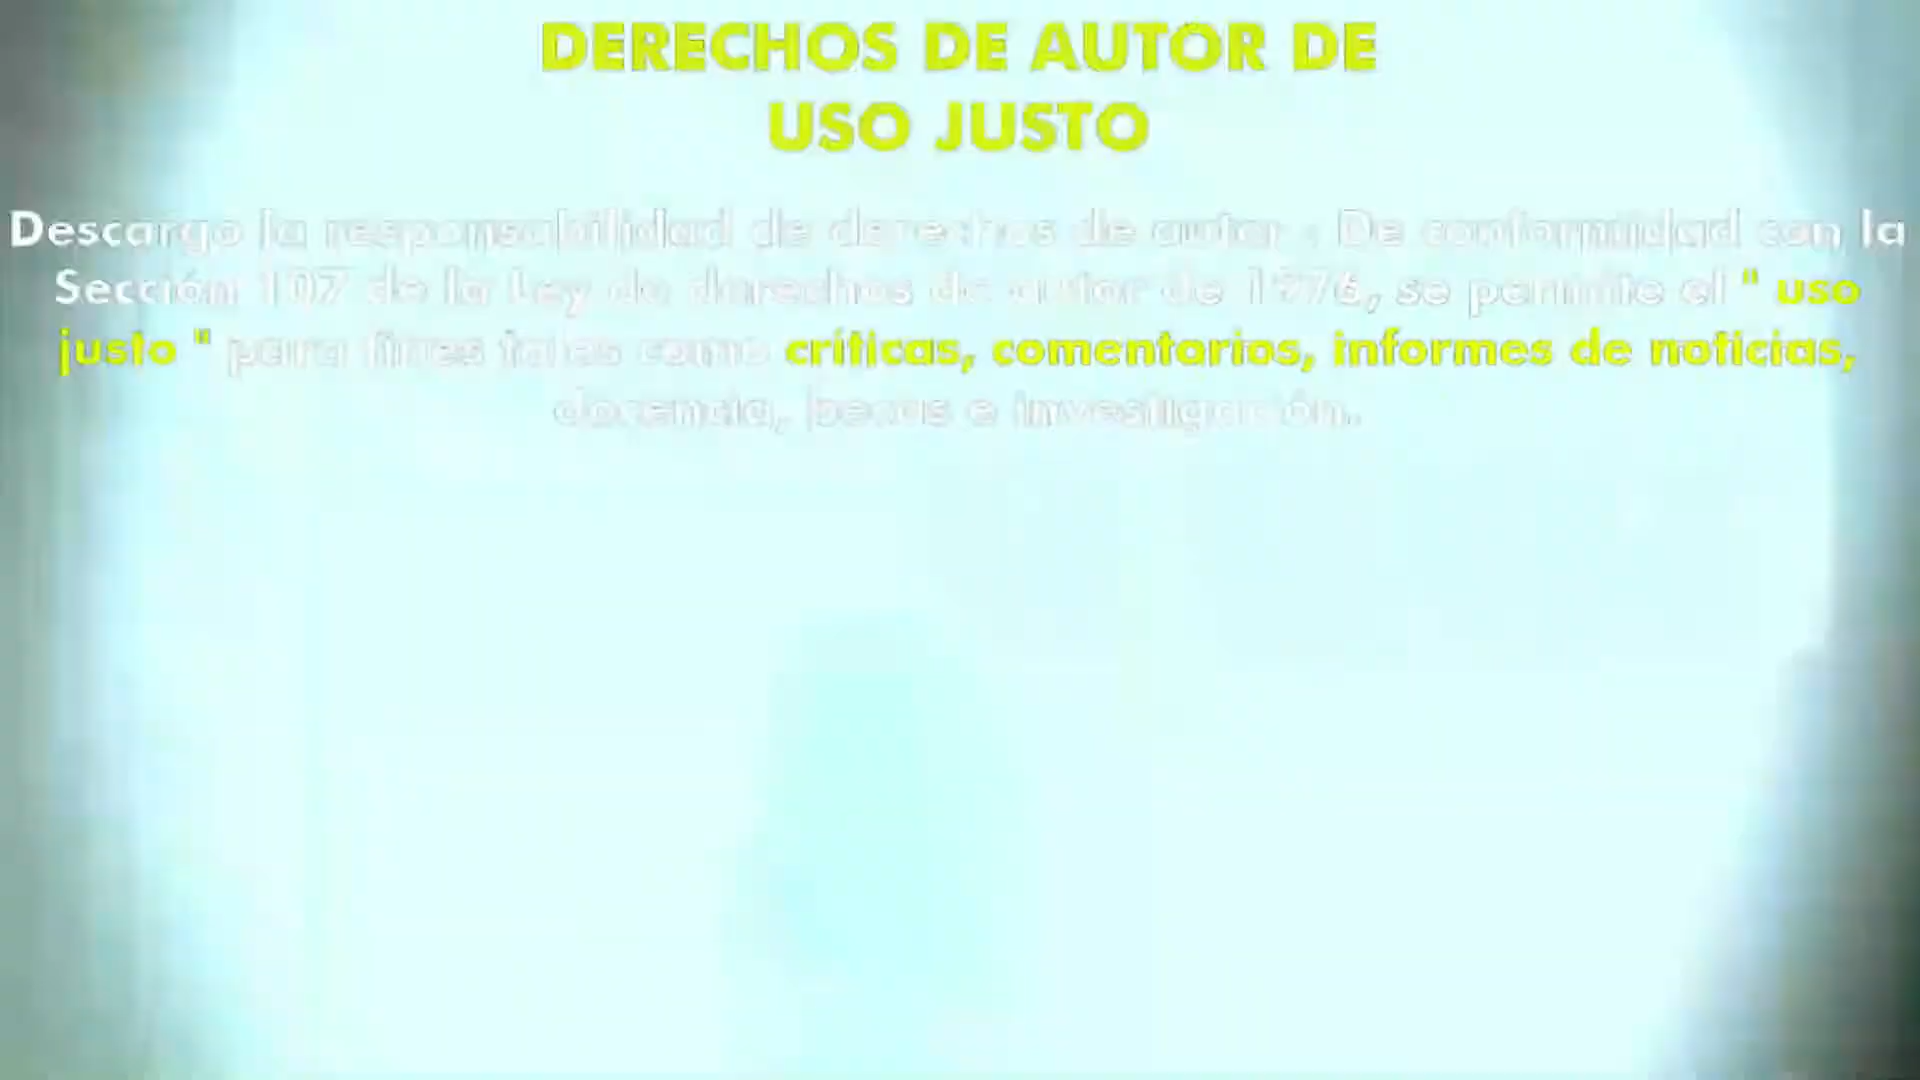 DERECHOS DE AUTOR DE
USO JUSTO
Descargo la responsabilidad de derechos de autor - De conformidad con la
Sección 107 de la Ley de derechos de autor de 1976, se permite el " uso
justo " para fines tales como críticas, comentarios, informes de noticias,
docencia, becas e investigación.